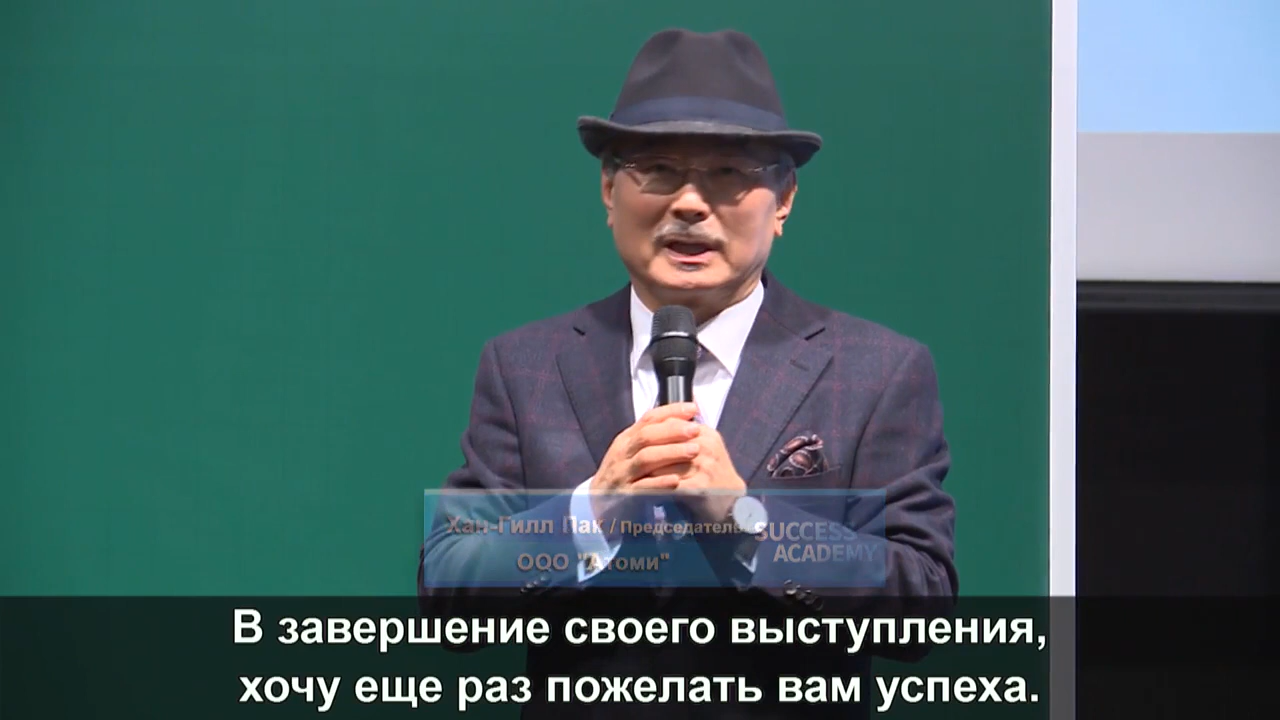 Хан-Гилл Пак / Председатель
ООО "Атоми"
SUCCESS
ACADEMY
В завершение своего выступления,
хочу еще раз пожелать вам успеха.